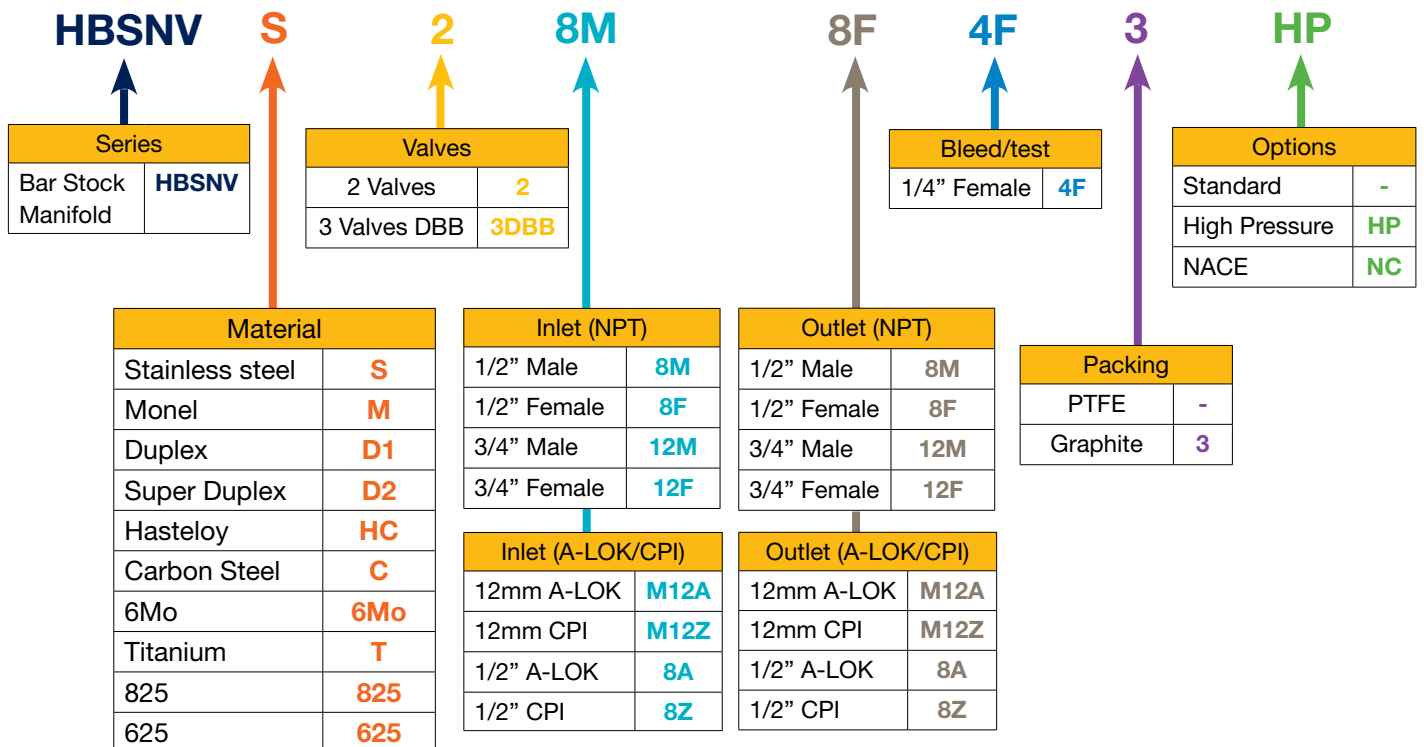 HBSNV S 2 8M 8F 4F 3 HP
Series
Bar Stock Manifold HBSNV
Valves
2 Valves 2
3 Valves DBB 3DBB
Bleed/test
1/4” Female 4F
Options
Standard -
High Pressure HP
NACE NC
Material
Stainless steel S
Monel M
Duplex D1
Super Duplex D2
Hasteloy HC
Carbon Steel C
6Mo 6Mo
Titanium T
825 825
625 625
Inlet (NPT)
1/2” Male 8M
1/2” Female 8F
3/4” Male 12M
3/4” Female 12F
Inlet (A-LOK/CPI)
12mm A-LOK M12A
12mm CPI M12Z
1/2” A-LOK 8A
1/2” CPI 8Z
Outlet (NPT)
1/2” Male 8M
1/2” Female 8F
3/4” Male 12M
3/4” Female 12F
Outlet (A-LOK/CPI)
12mm A-LOK M12A
12mm CPI M12Z
1/2” A-LOK 8A
1/2” CPI 8Z
Packing
PTFE -
Graphite 3